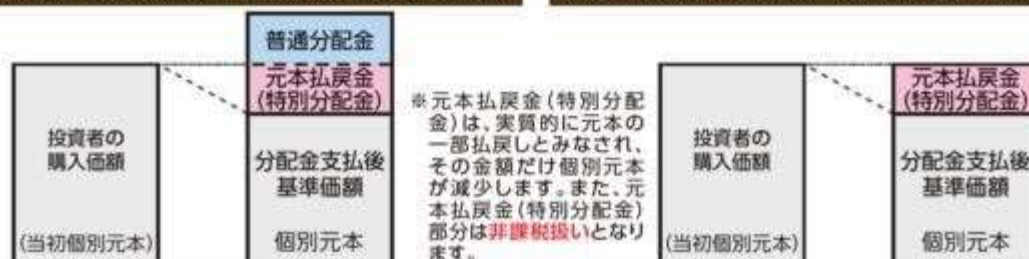 普通分配金
元本払戻金
(特別分配金)
投資者の
購入価額
(当初個別元本)
分配金支払後
基準価額
個別元本
※元本払戻金(特別分配
金)は、実質的に元本の
一部払戻しとみなされ、
その金額だけ個別元本
が減少します。また、元
本払戻金(特別分配金)
部分は非課税扱いとなり
ます。
投資者の
購入価額
(当初個別元本)
元本払戻金
(特別分配金)
分配金支払後
基準価額
個別元本